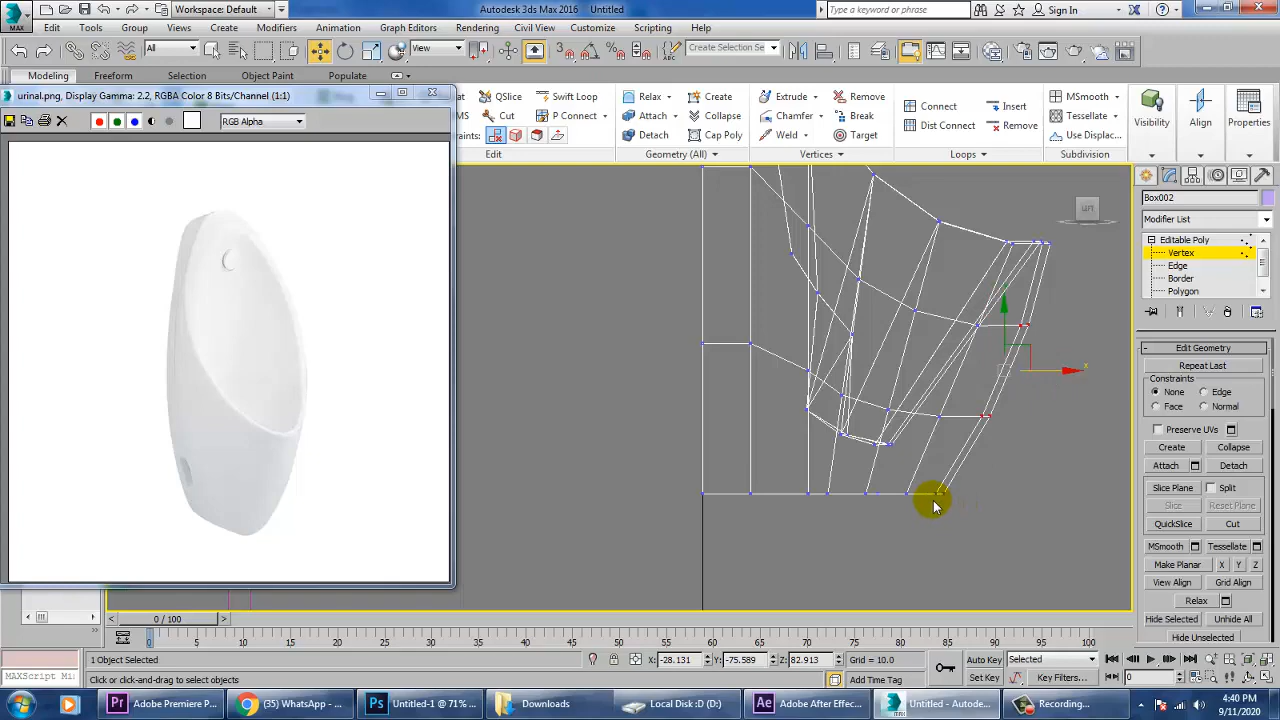 Workspace: Default
Autodesk 3ds Max 2016 Untitled
Type a keyword or phrase
Sign In
MAX
Edit Tools Group Views Create Modifiers Animation Graph Editors Rendering Civil View Customize Scripting Help
All
View
Create Selection Se
Modeling Freeform Selection Object Paint Populate
urinal.png, Display Gamma: 2.2, RGBA Color 8 Bits/Channel (1:1)
RGB Alpha
QSlice Swift Loop
Cut P Connect
Edit
Relax Create
Attach Collapse
Detach Cap Poly
Geometry (All)
Extrude Remove
Chamfer Break
Weld Target
Vertices
Connect Insert
Dist Connect Remove
Loops
MSmooth
Tessellate
Use Displac...
Subdivision
Visibility
Align
Properties
Box002
Modifier List
Editable Poly
Vertex
Edge
Border
Polygon
Edit Geometry
Repeat Last
Constraints
None Edge
Face Normal
Preserve UVs
Create Collapse
Attach Detach
Slice Plane Split
Slice Reset Plane
QuickSlice Cut
MSmooth Tessellate
Make Planar X Y Z
View Align Grid Align
Relax
Hide Selected Unhide All
Hide Unselected
x
0 / 100
0 5 10 15 20 25 30 35 40 45 50 55 60 65 70 75 80 85 90 95 100
1 Object Selected
X: -28.131 Y: -75.589 Z: 82.913 Grid = 10.0
Auto Key Selected
MAXScript Mi
Click or click-and-drag to select objects
Add Time Tag
Set Key Key Filters...
0
Adobe Premiere P...
(3) WhatsApp - ...
Untitled-1 @ 71% ...
Downloads
Local Disk :D (D:)
Adobe After Effec...
Untitled - Autode...
Recording...
4:40 PM
9/11/2020